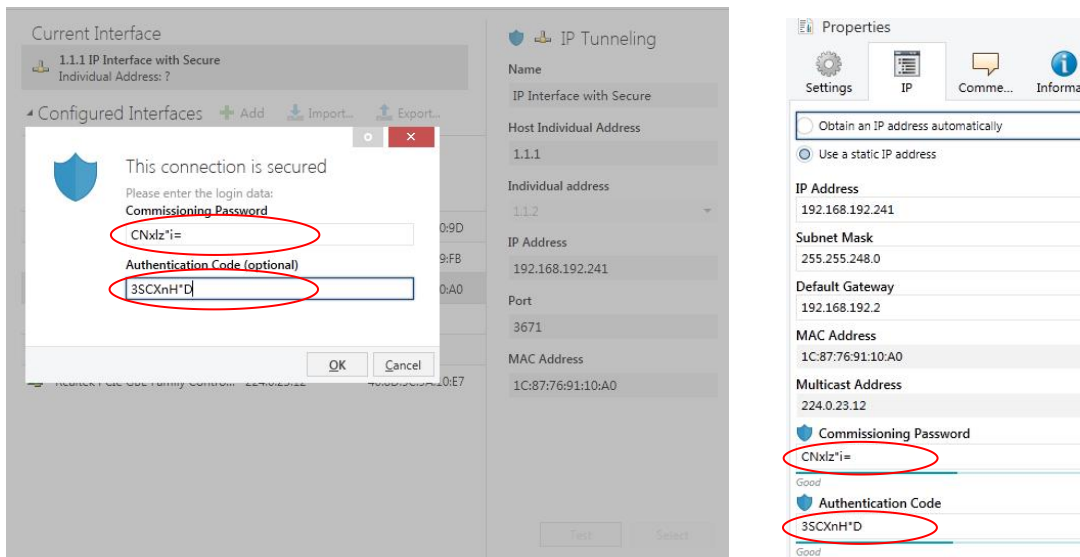 Current Interface
1.1.1 IP Interface with Secure
Individual Address: ?
Configured Interfaces Add Import... Export...
This connection is secured
Please enter the login data:
Commissioning Password
CNxlz"i=
0:9D
Authentication Code (optional)
9:FB
3SCXnH*D
0:A0
OK Cancel
224.0.23.12 :10:E7
IP Tunneling
Name
IP Interface with Secure
Host Individual Address
1.1.1
Individual address
1.1.2
IP Address
192.168.192.241
Port
3671
MAC Address
1C:87:76:91:10:A0
Test Select
Properties
Settings IP Comme... Informa
Obtain an IP address automatically
Use a static IP address
IP Address
192.168.192.241
Subnet Mask
255.255.248.0
Default Gateway
192.168.192.2
MAC Address
1C:87:76:91:10:A0
Multicast Address
224.0.23.12
Commissioning Password
CNxlz"i=
Good
Authentication Code
3SCXnH*D
Good